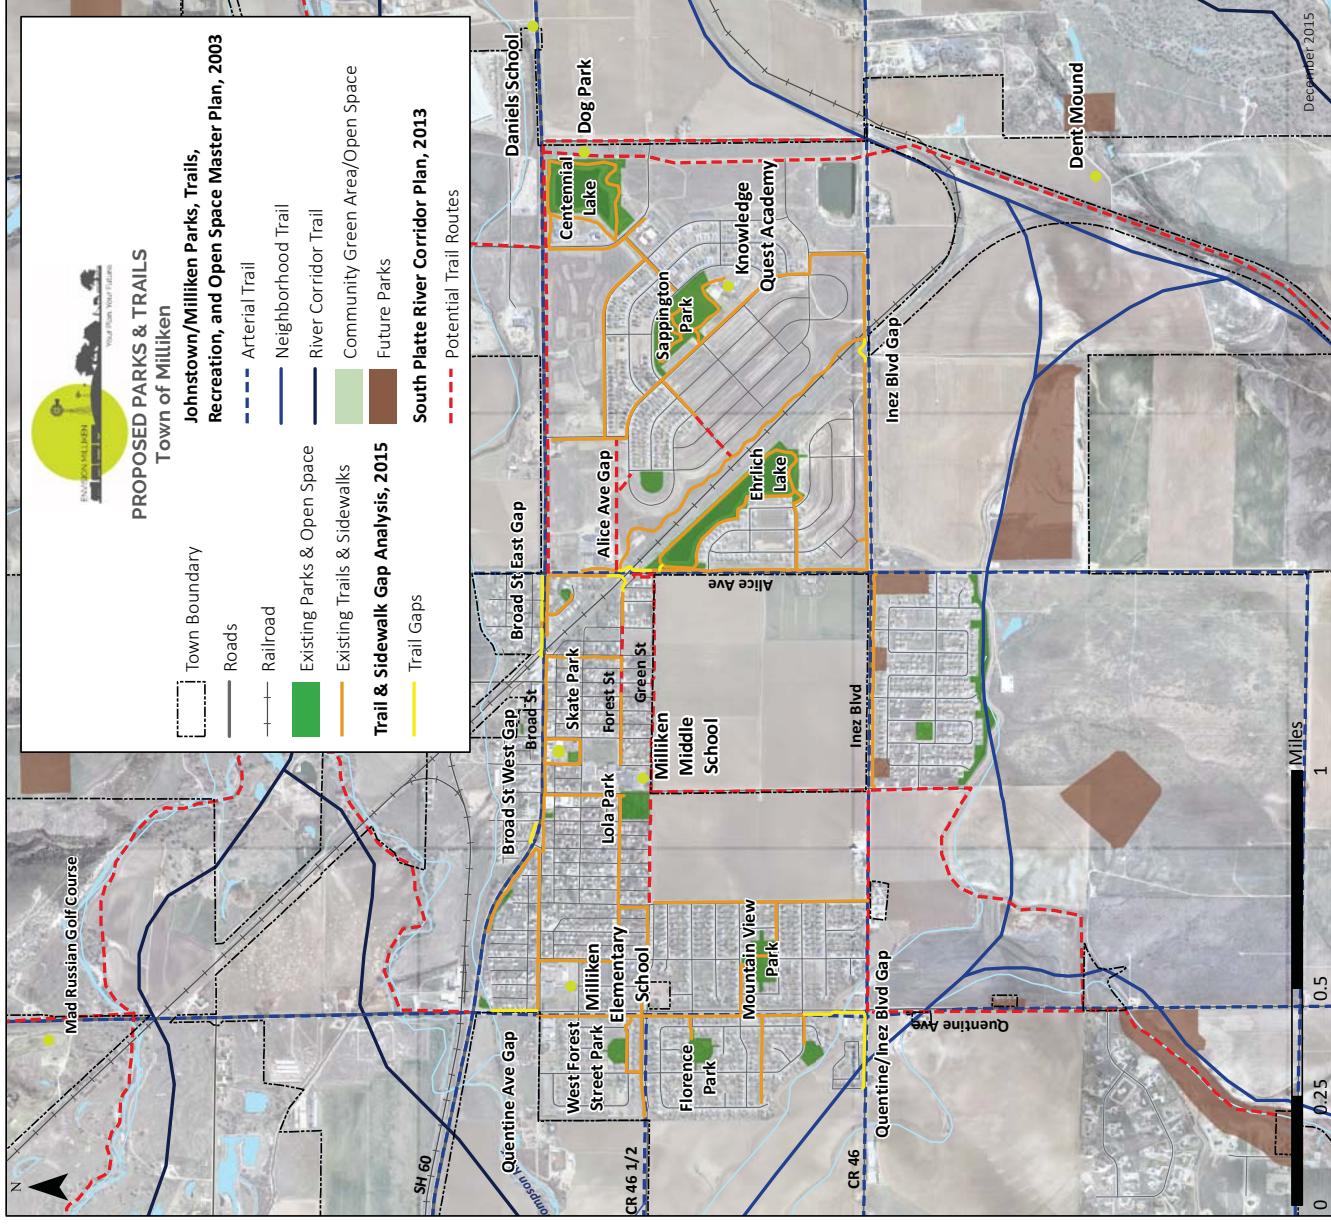 ENVISION MILLIKEN
Your Plan. Your Future.
PROPOSED PARKS & TRAILS
Town of Milliken
Town Boundary
Roads
Railroad
Existing Parks & Open Space
Existing Trails & Sidewalks
Trail & Sidewalk Gap Analysis, 2015
Trail Gaps
Johnstown/Milliken Parks, Trails,
Recreation, and Open Space Master Plan, 2003
Arterial Trail
Neighborhood Trail
River Corridor Trail
Community Green Area/Open Space
Future Parks
South Platte River Corridor Plan, 2013
Potential Trail Routes
N
Mad Russian Golf Course
SH 60
Quentine Ave Gap
Broad St West Gap
Broad St
Broad St East Gap
Daniels School
Dog Park
Centennial
Lake
West Forest
Street Park
Milliken
Elementary
School
Lola Park
Skate Park
Forest St
Green St
Alice Ave Gap
Sappington
Park
Knowledge
Quest Academy
CR 46 1/2
Florence
Park
Mountain View
Park
Milliken
Middle
School
Alice Ave
Ehrlich
Lake
CR 46
Quentine/Inez Blvd Gap
Inez Blvd
Inez Blvd Gap
Quentine Ave
Dent Mound
0
0.25
0.5
1
Miles
December 2015